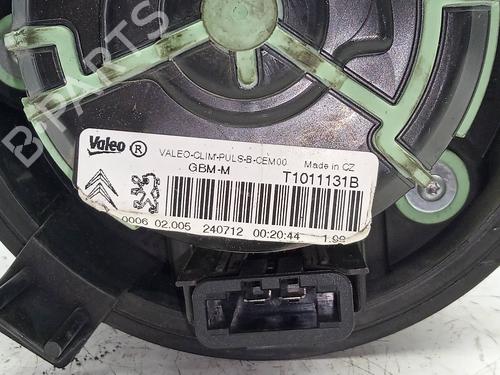 B-PARTS
Valeo ®
VALEO-CLIM-PULS-B-CEM00
Made in CZ
GBM-M
T1011131B
0006 02.005 240712 00:20:44 1.99